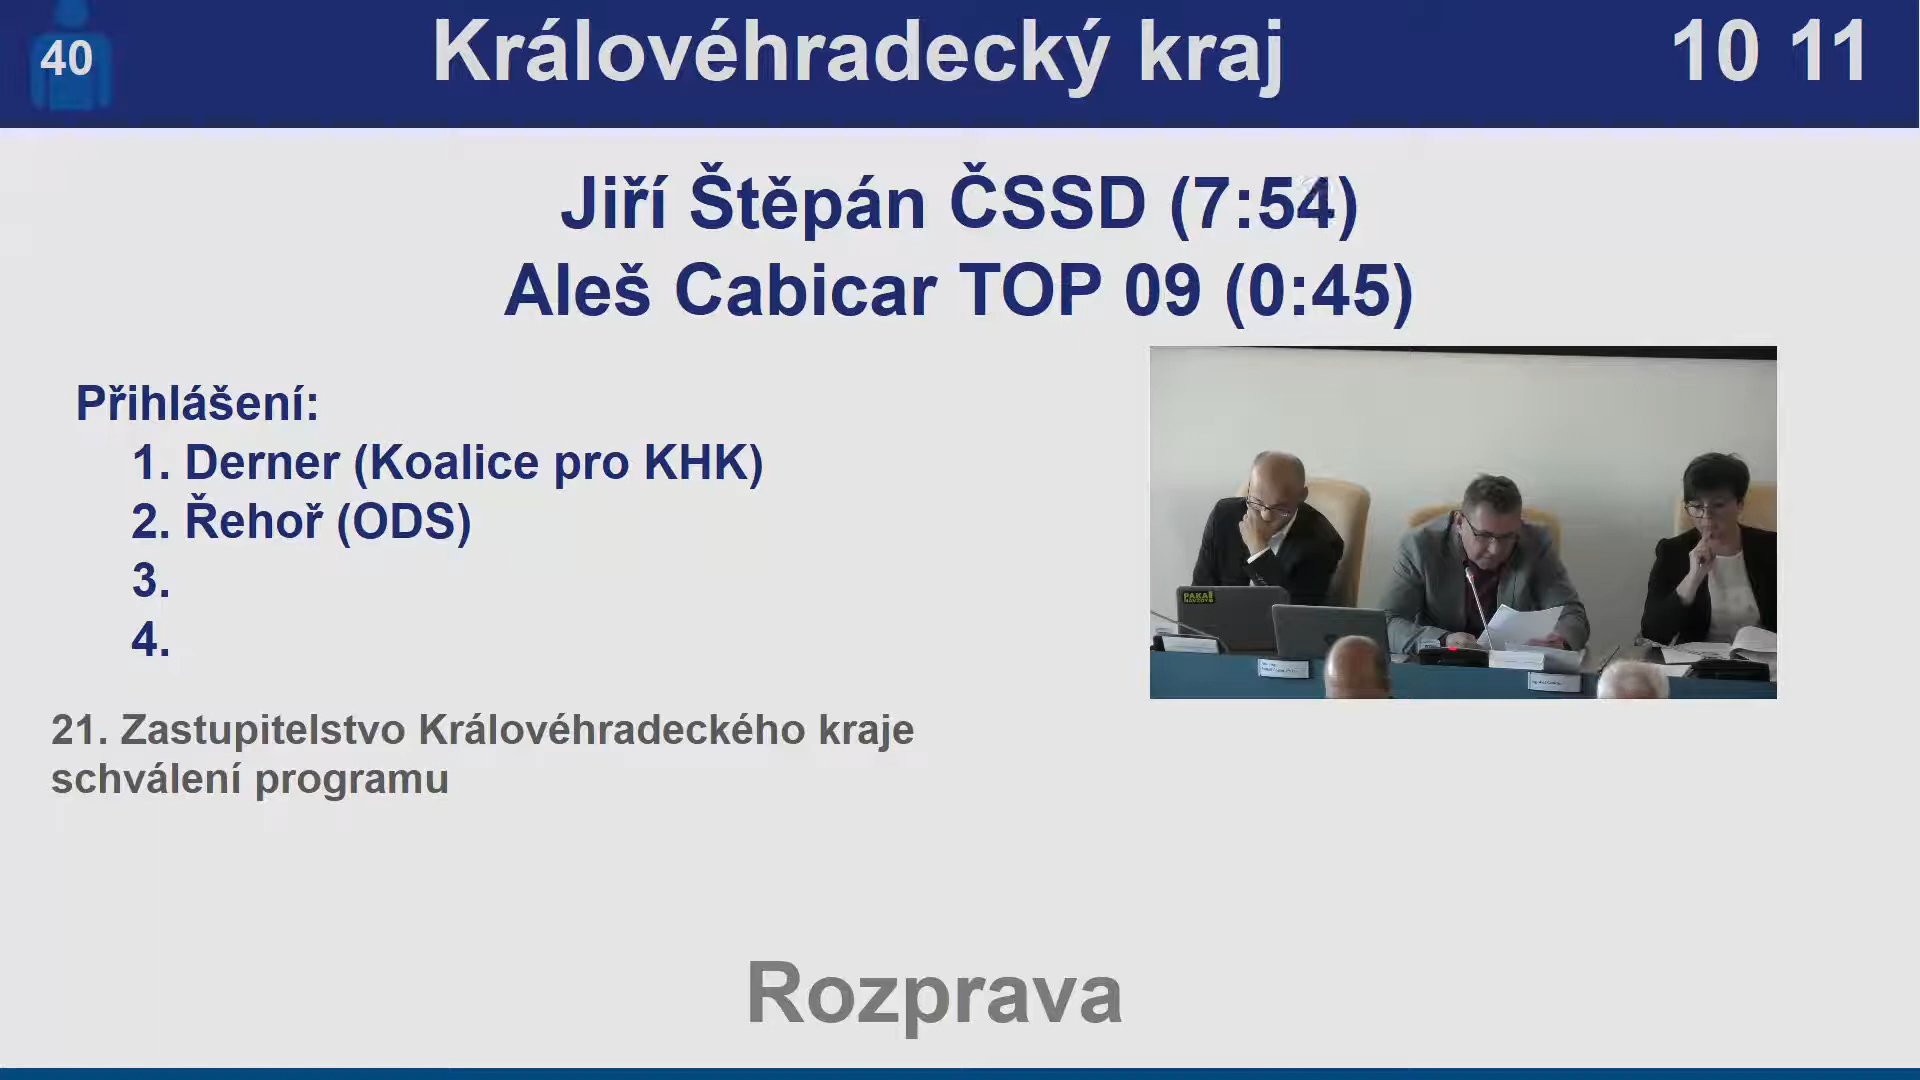 40
Královéhradecký kraj
10 11
Jiří Štěpán ČSSD (7:54)
Aleš Cabicar TOP 09 (0:45)
Přihlášení:
1. Derner (Koalice pro KHK)
2. Řehoř (ODS)
3.
4.
21. Zastupitelstvo Královéhradeckého kraje
schválení programu
Rozprava